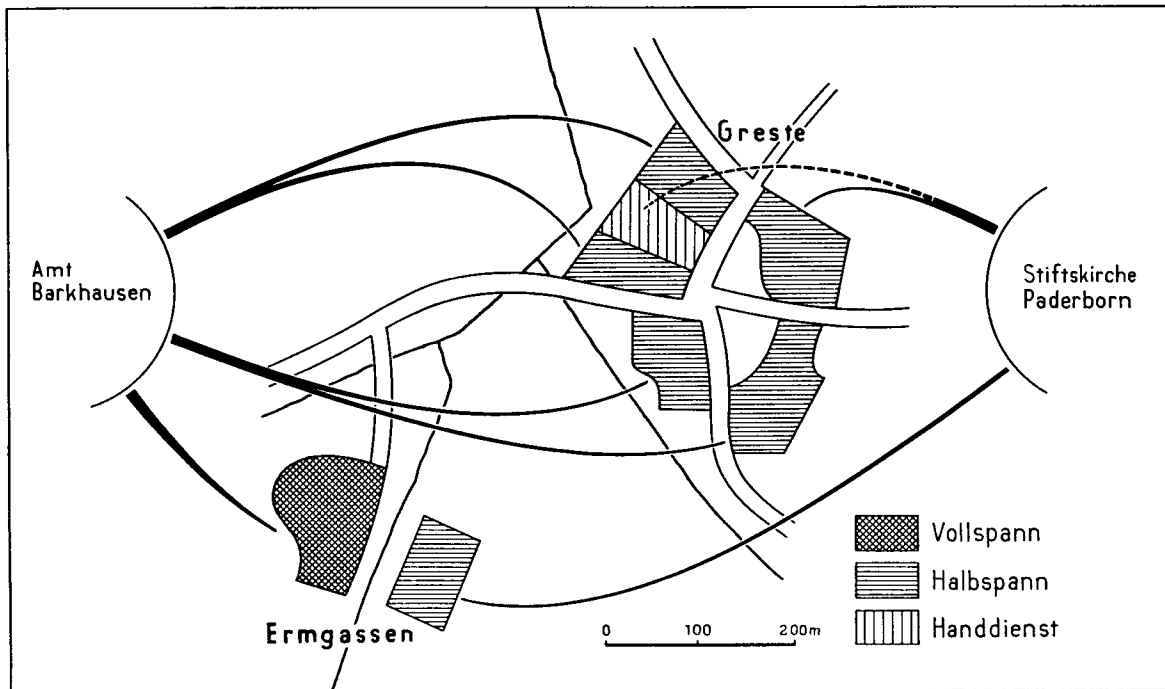 Greste
Amt
Barkhausen
Stiftskirche
Paderborn
Ermgassen
Vollspann
Halbspann
Handdienst
0 100 200m